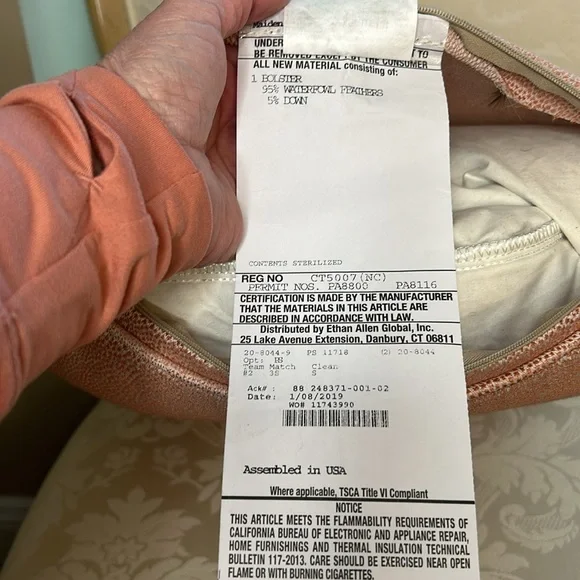 Maiden
UNDER
BE REMOVED EXCEPT BY THE CONSUMER
TO
ALL NEW MATERIAL consisting of:
1 BOLSTER
95% WATERFOWL FEATHERS
5% DOWN
CONTENTS STERILIZED
REG NO CT5007(NC)
PERMIT NOS. PA8800 PA8116
CERTIFICATION IS MADE BY THE MANUFACTURER
THAT THE MATERIALS IN THIS ARTICLE ARE
DESCRIBED IN ACCORDANCE WITH LAW.
Distributed by Ethan Allen Global, Inc.
25 Lake Avenue Extension, Danbury, CT 06811
20-8044-9 PS 11718 (2) 20-8044
Opt:
Team Match Clean
#2 3S S
Ack# : 88 248371-001-02
Date: 1/08/2019
WO# 11743990
Assembled in USA
Where applicable, TSCA Title VI Compliant
NOTICE
THIS ARTICLE MEETS THE FLAMMABILITY REQUIREMENTS OF
CALIFORNIA BUREAU OF ELECTRONIC AND APPLIANCE REPAIR,
HOME FURNISHINGS AND THERMAL INSULATION TECHNICAL
BULLETIN 117-2013. CARE SHOULD BE EXERCISED NEAR OPEN
FLAME OR WITH BURNING CIGARETTES.